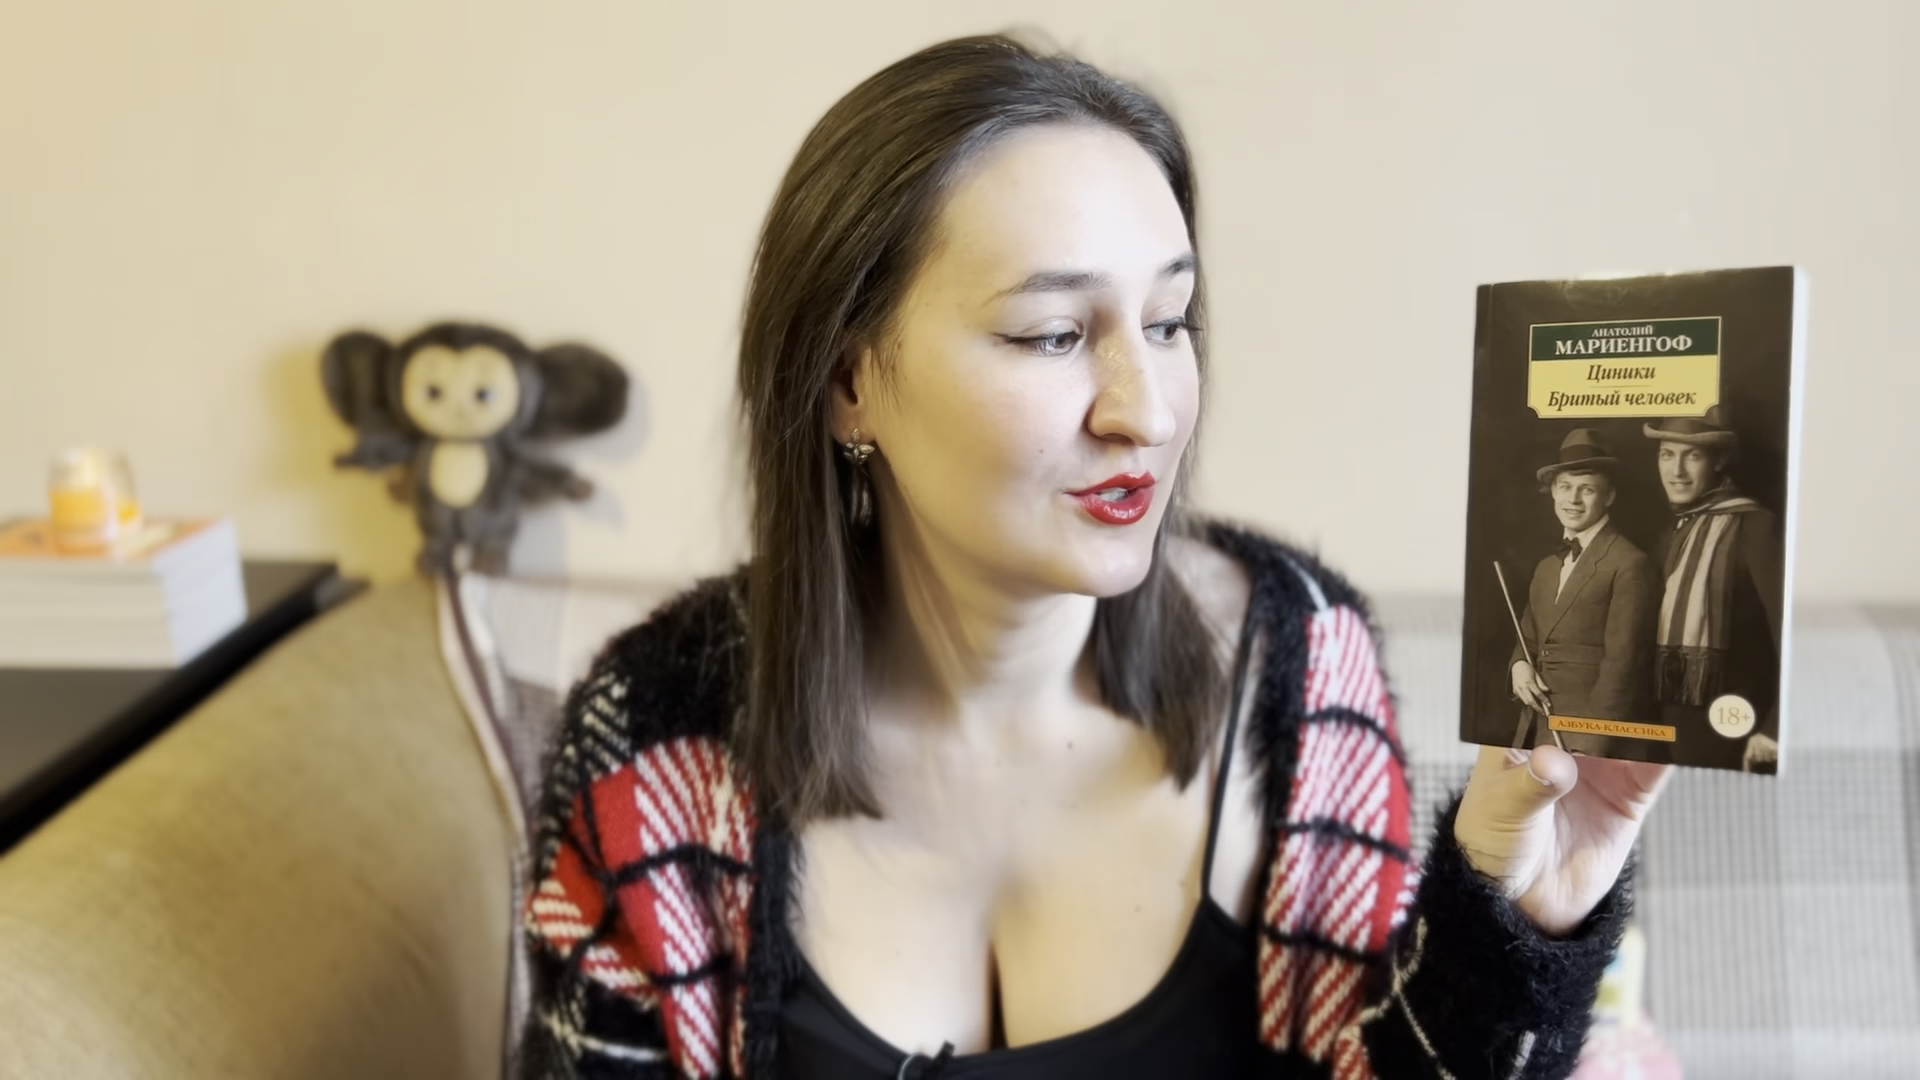 АНАТОЛИЙ
МАРИЕНГОФ
Циники
Бритый человек
18+
АЗБУКА-КЛАССИКА